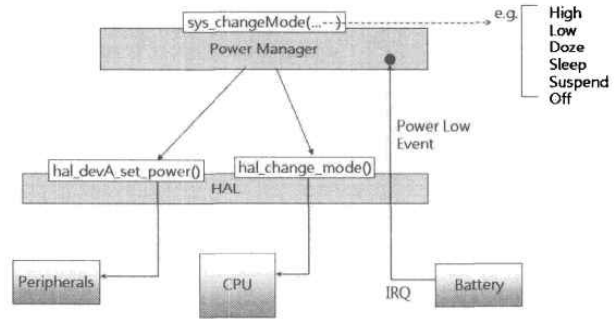 sys_changeMode(... )
e.g.
High
Low
Doze
Sleep
Suspend
Off
Power Manager
Power Low
Event
hal_devA_set_power()
hal_change_mode()
HAL
Peripherals
CPU
IRQ
Battery